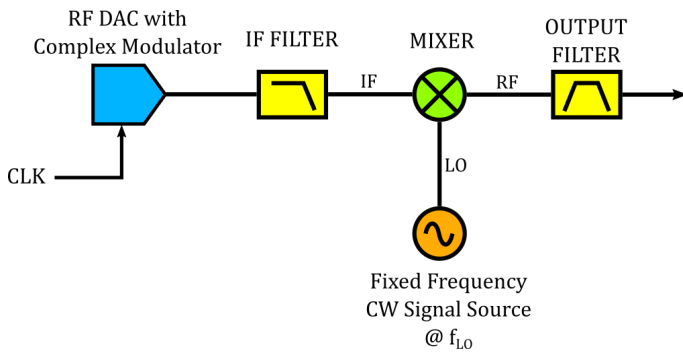 RF DAC with
Complex Modulator
IF FILTER
MIXER
OUTPUT
FILTER
IF
RF
CLK
LO
Fixed Frequency
CW Signal Source
@ f_LO